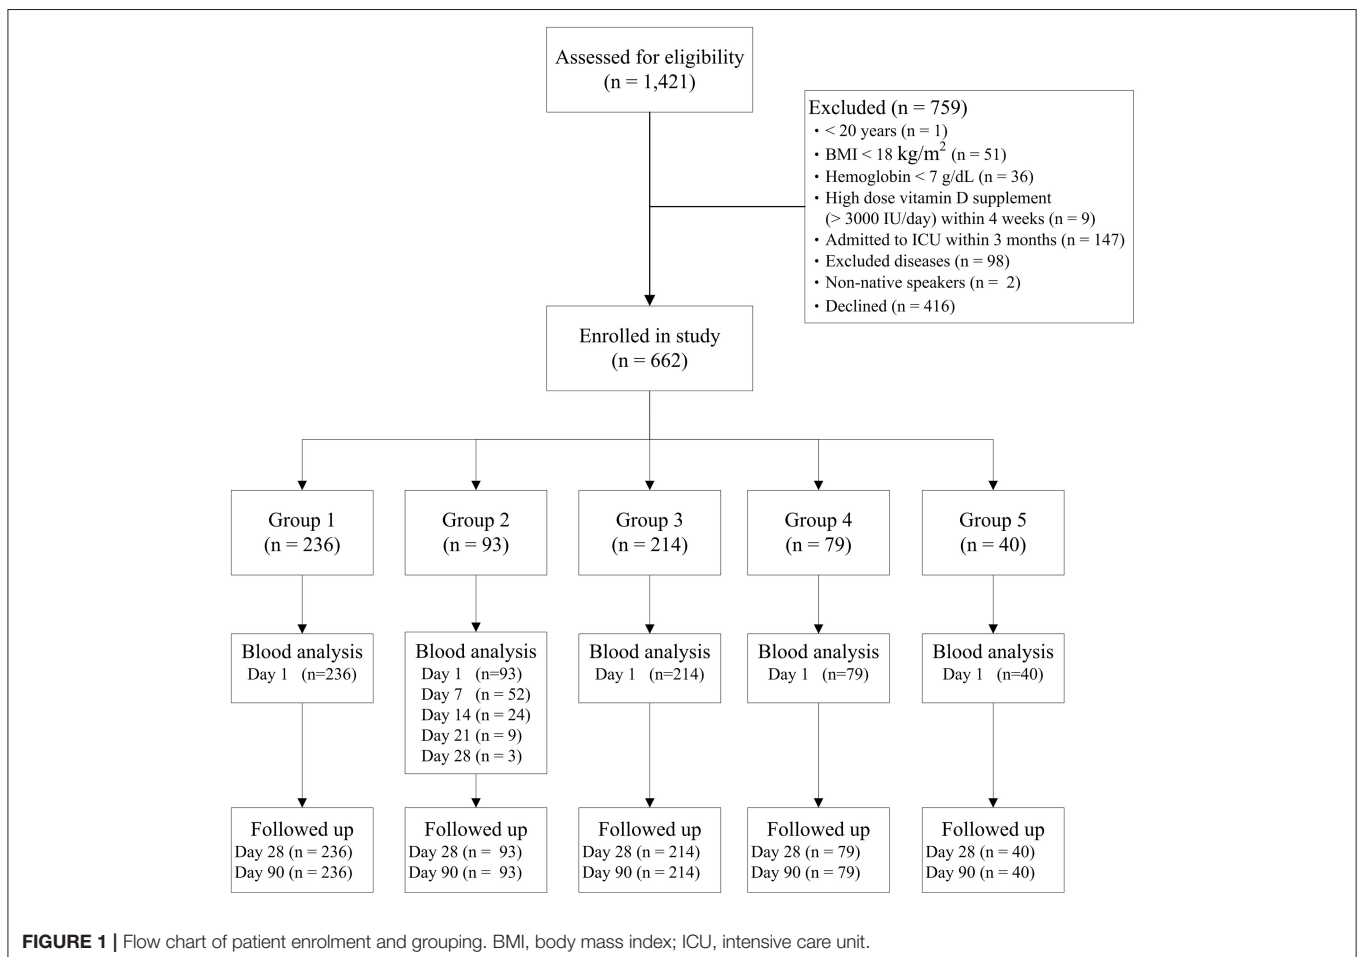 Assessed for eligibility
(n = 1,421)
Excluded (n = 759)
· < 20 years (n = 1)
· BMI < 18 kg/m² (n = 51)
· Hemoglobin < 7 g/dL (n = 36)
· High dose vitamin D supplement
(> 3000 IU/day) within 4 weeks (n = 9)
· Admitted to ICU within 3 months (n = 147)
· Excluded diseases (n = 98)
· Non-native speakers (n = 2)
· Declined (n = 416)
Enrolled in study
(n = 662)
Group 1
(n = 236)
Group 2
(n = 93)
Group 3
(n = 214)
Group 4
(n = 79)
Group 5
(n = 40)
Blood analysis
Day 1 (n=236)
Blood analysis
Day 1 (n=93)
Day 7 (n = 52)
Day 14 (n = 24)
Day 21 (n = 9)
Day 28 (n = 3)
Blood analysis
Day 1 (n=214)
Blood analysis
Day 1 (n=79)
Blood analysis
Day 1 (n=40)
Followed up
Day 28 (n = 236)
Day 90 (n = 236)
Followed up
Day 28 (n = 93)
Day 90 (n = 93)
Followed up
Day 28 (n = 214)
Day 90 (n = 214)
Followed up
Day 28 (n = 79)
Day 90 (n = 79)
Followed up
Day 28 (n = 40)
Day 90 (n = 40)
FIGURE 1 | Flow chart of patient enrolment and grouping. BMI, body mass index; ICU, intensive care unit.